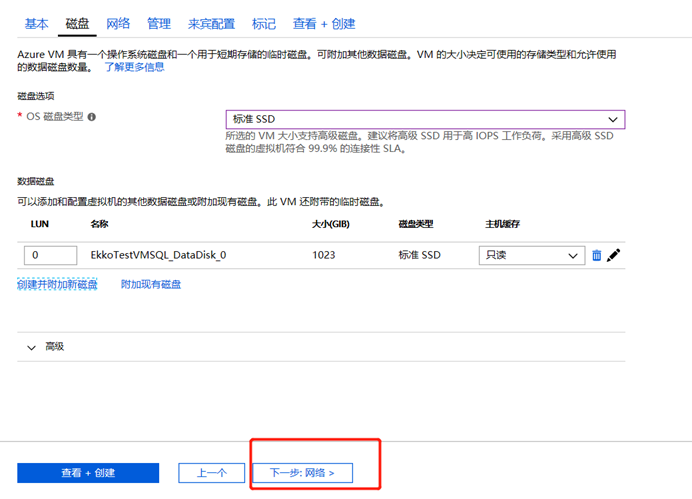 基本 磁盘 网络 管理 来宾配置 标记 查看 + 创建
Azure VM 具有一个操作系统磁盘和一个用于短期存储的临时磁盘。可附加其他数据磁盘。VM 的大小决定可使用的存储类型和允许使用
的数据磁盘数量。 了解更多信息
磁盘选项
* OS 磁盘类型 标准 SSD
所选的 VM 大小支持高级磁盘。建议将高级 SSD 用于高 IOPS 工作负荷。采用高级 SSD
磁盘的虚拟机符合 99.9% 的连接性 SLA。
数据磁盘
可以添加和配置虚拟机的其他数据磁盘或附加现有磁盘。此 VM 还附带的临时磁盘。
LUN 名称 大小(GIB) 磁盘类型 主机缓存
0 EkkoTestVMSQL_DataDisk_0 1023 标准 SSD 只读
创建并附加新磁盘 附加现有磁盘
高级
查看 + 创建 上一个 下一步: 网络 >